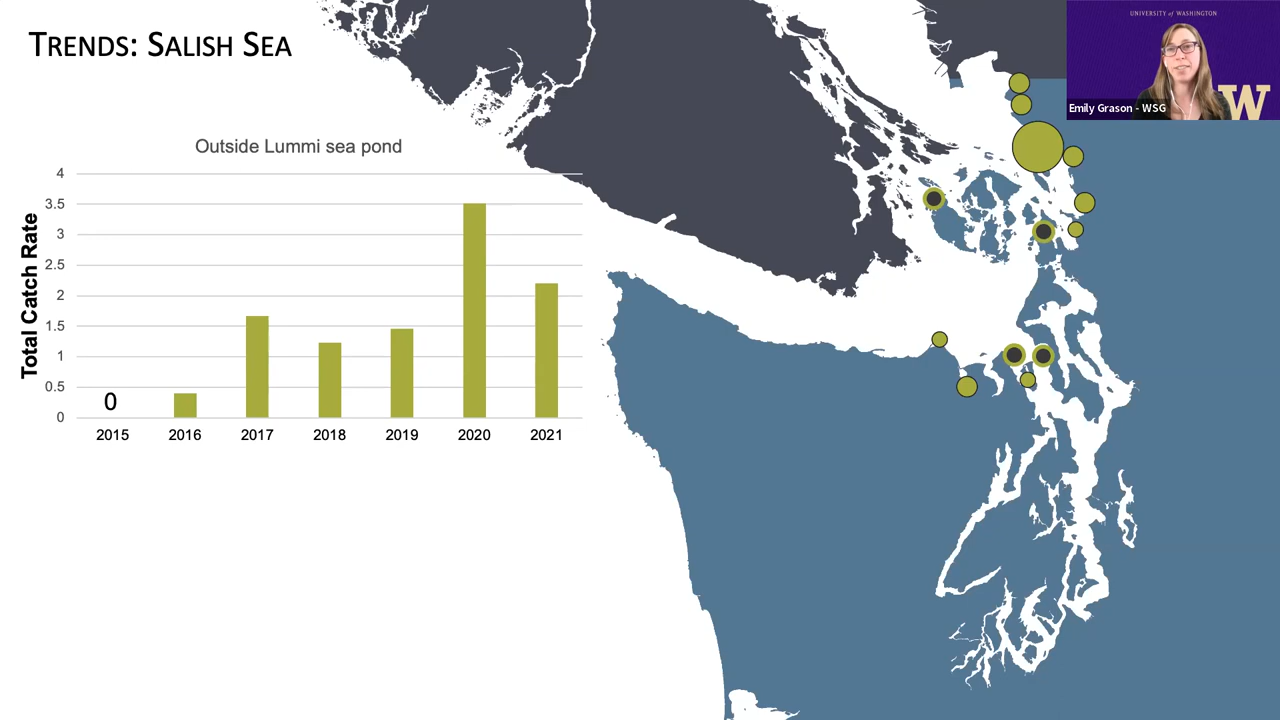 TRENDS: SALISH SEA
UNIVERSITY of WASHINGTON
W
Emily Grason - WSG
Outside Lummi sea pond
Total Catch Rate
4
3.5
3
2.5
2
1.5
1
0.5
0
0
2015 2016 2017 2018 2019 2020 2021